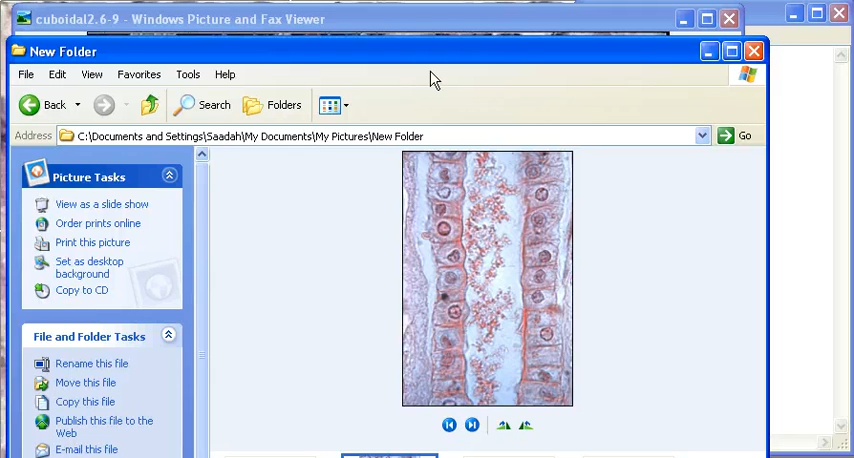 cuboidal2.6-9 - Windows Picture and Fax Viewer
New Folder
File Edit View Favorites Tools Help
Back Search Folders
Address C:\Documents and Settings\Saadah\My Documents\My Pictures\New Folder Go
Picture Tasks
View as a slide show
Order prints online
Print this picture
Set as desktop
background
Copy to CD
File and Folder Tasks
Rename this file
Move this file
Copy this file
Publish this file to the
Web
E-mail this file